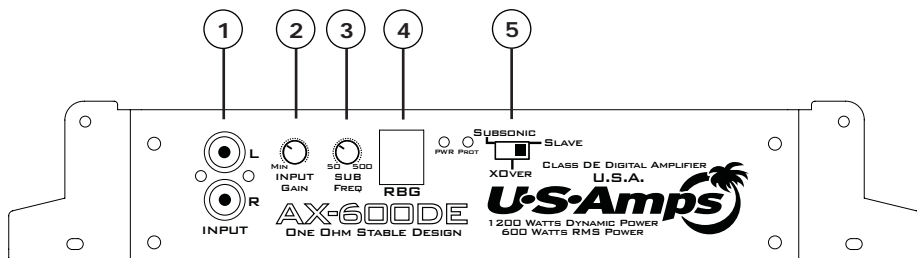 1 2 3 4 5
SUBSONIC
SLAVE
XOVER
PWR PROT
L
R
INPUT
MIN
INPUT
GAIN
50 500
SUB
FREQ
RBG
CLASS DE DIGITAL AMPLIFIER
U.S.A.
U•S•Amps
AX-600DE
ONE OHM STABLE DESIGN
1200 WATTS DYNAMIC POWER
600 WATTS RMS POWER